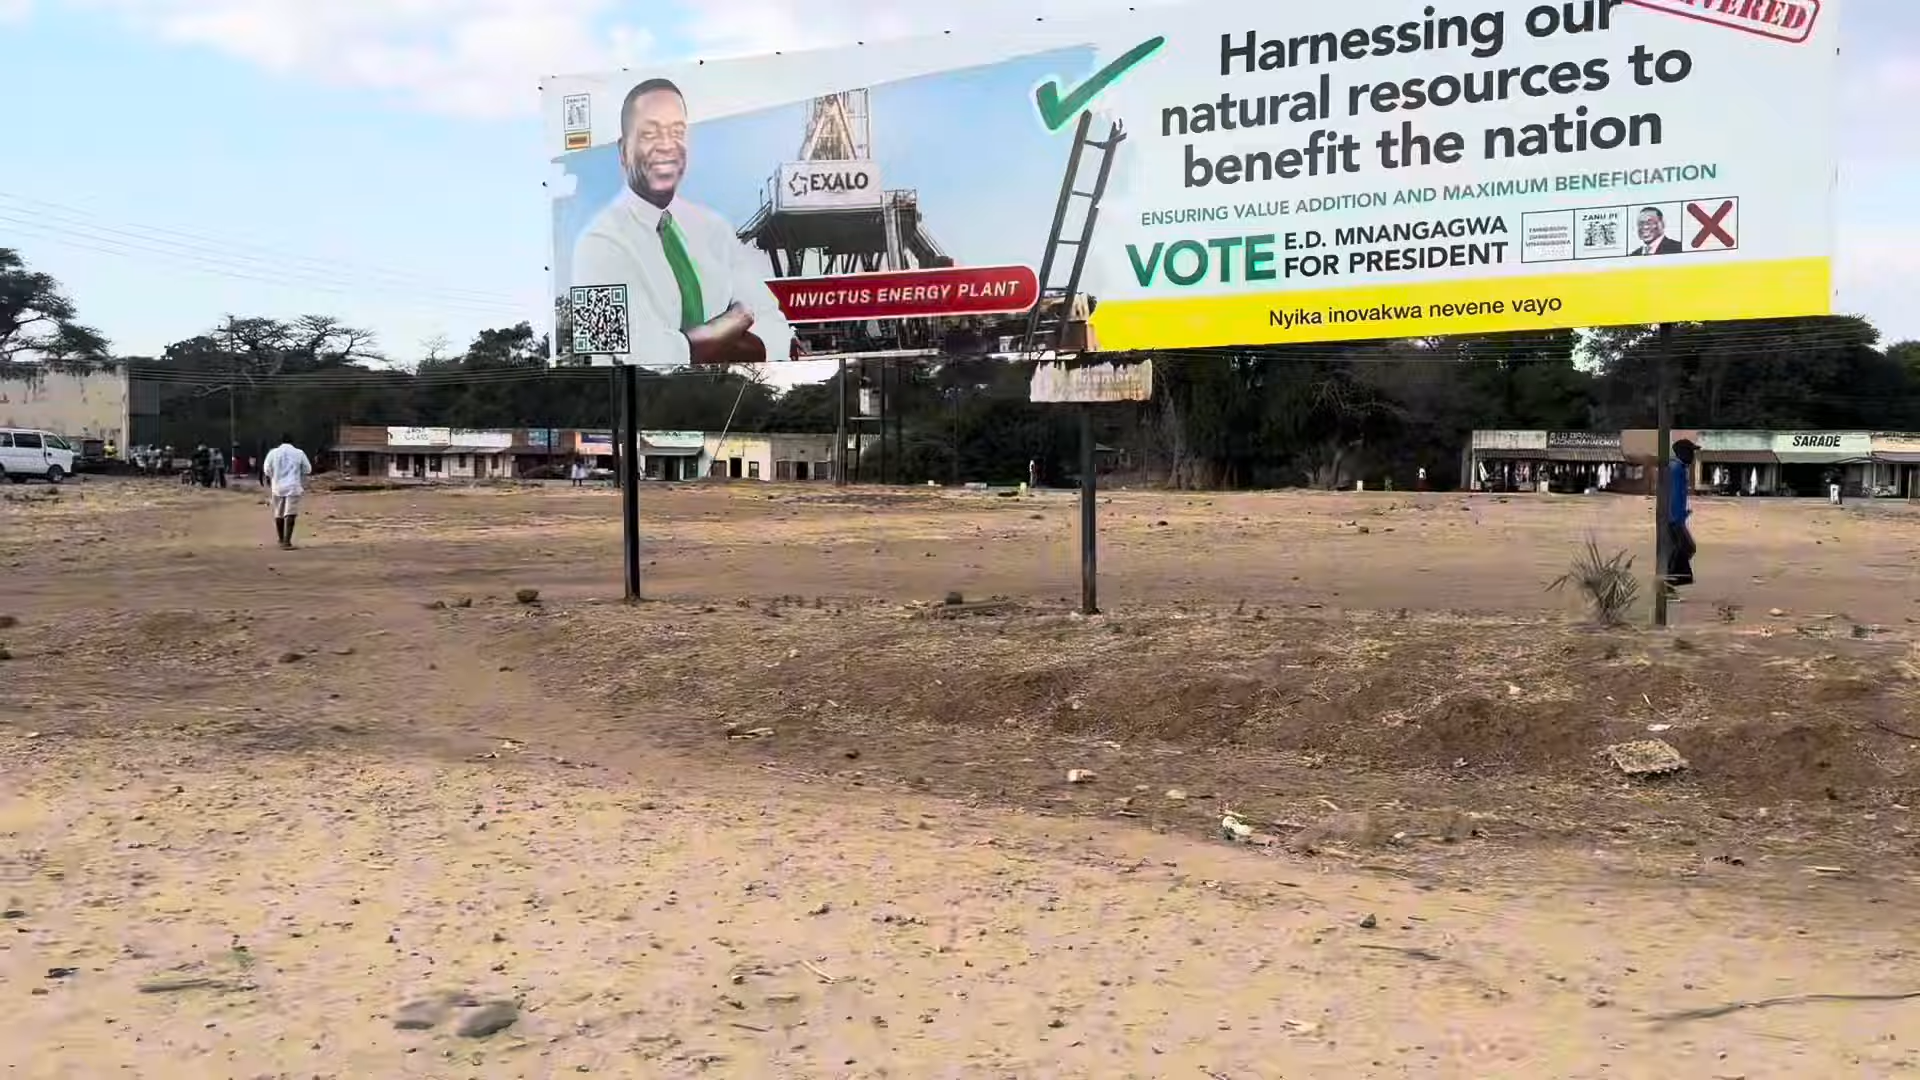 Harnessing our
natural resources to
benefit the nation
ENSURING VALUE ADDITION AND MAXIMUM BENEFICIATION
VOTE E.D. MNANGAGWA
FOR PRESIDENT
ZANU PF
Nyika inovakwa nevene vayo
EXALO
INVICTUS ENERGY PLANT
SARADE